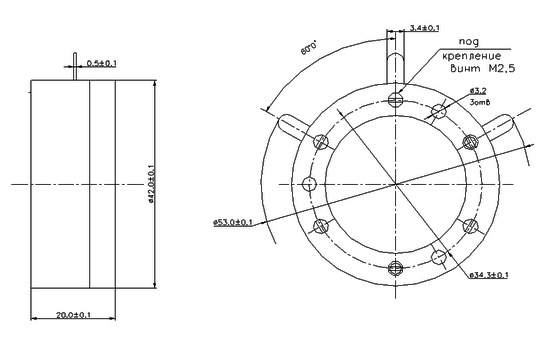 3,4±0.1
60°0'
под
крепление
винт М2,5
0,5±0.1
ø3,2
3отв
ø42.0±0.1
ø53.0±0.1
ø34.3±0.1
20.0±0.1